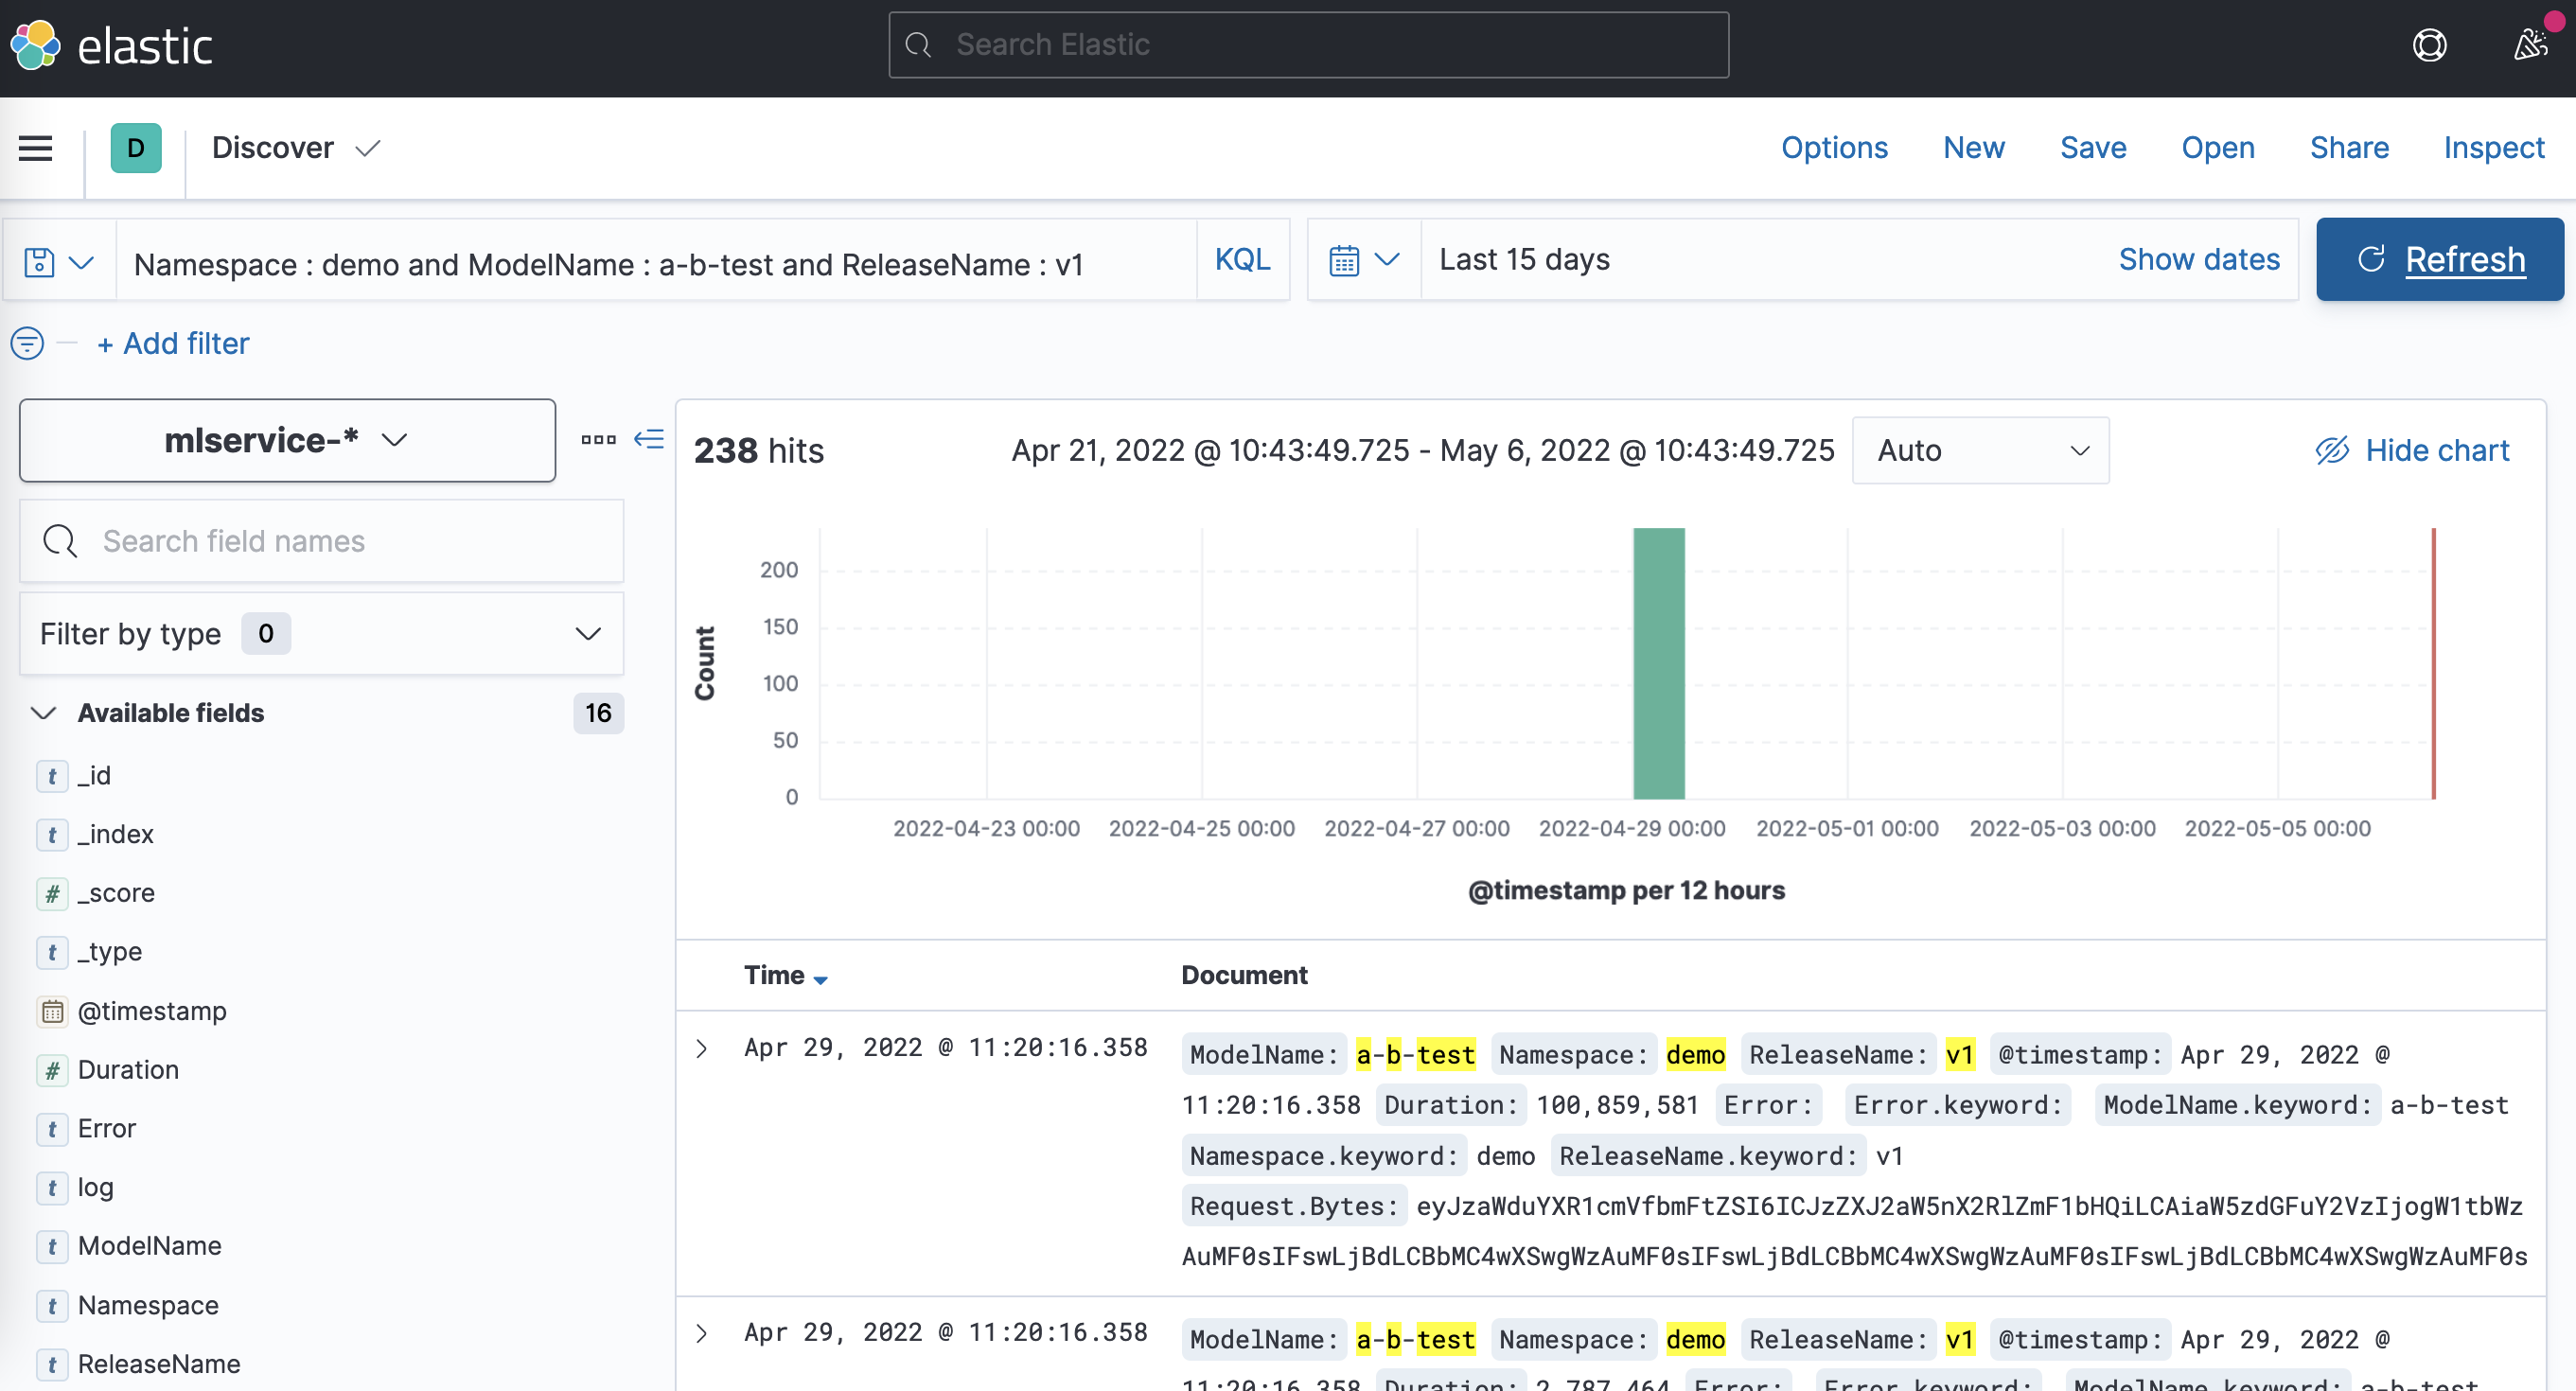 elastic
Search Elastic
D Discover Options New Save Open Share Inspect
Namespace : demo and ModelName : a-b-test and ReleaseName : v1 KQL Last 15 days Show dates Refresh
+ Add filter
mlservice-*
238 hits Apr 21, 2022 @ 10:43:49.725 - May 6, 2022 @ 10:43:49.725 Auto Hide chart
Search field names
Filter by type 0
Available fields 16
t _id
t _index
# _score
t _type
@timestamp
# Duration
t Error
t log
t ModelName
t Namespace
t ReleaseName
Count
200
150
100
50
0
2022-04-23 00:00 2022-04-25 00:00 2022-04-27 00:00 2022-04-29 00:00 2022-05-01 00:00 2022-05-03 00:00 2022-05-05 00:00
@timestamp per 12 hours
Time Document
Apr 29, 2022 @ 11:20:16.358 ModelName: a-b-test Namespace: demo ReleaseName: v1 @timestamp: Apr 29, 2022 @
11:20:16.358 Duration: 100,859,581 Error: Error.keyword: ModelName.keyword: a-b-test
Namespace.keyword: demo ReleaseName.keyword: v1
Request.Bytes: eyJzaWduYXR1cmVfbmFtZSI6ICJzZXJ2aW5nX2RlZmF1bHQiLCAiaW5zdGFuY2VzIjogW1tbWz
AuMF0sIFswLjBdLCBbMC4wXSwgWzAuMF0sIFswLjBdLCBbMC4wXSwgWzAuMF0sIFswLjBdLCBbMC4wXSwgWzAuMF0s
Apr 29, 2022 @ 11:20:16.358 ModelName: a-b-test Namespace: demo ReleaseName: v1 @timestamp: Apr 29, 2022 @
11:20:16.358 Duration: 2,787,464 Error: Error.keyword: ModelName.keyword: a-b-test